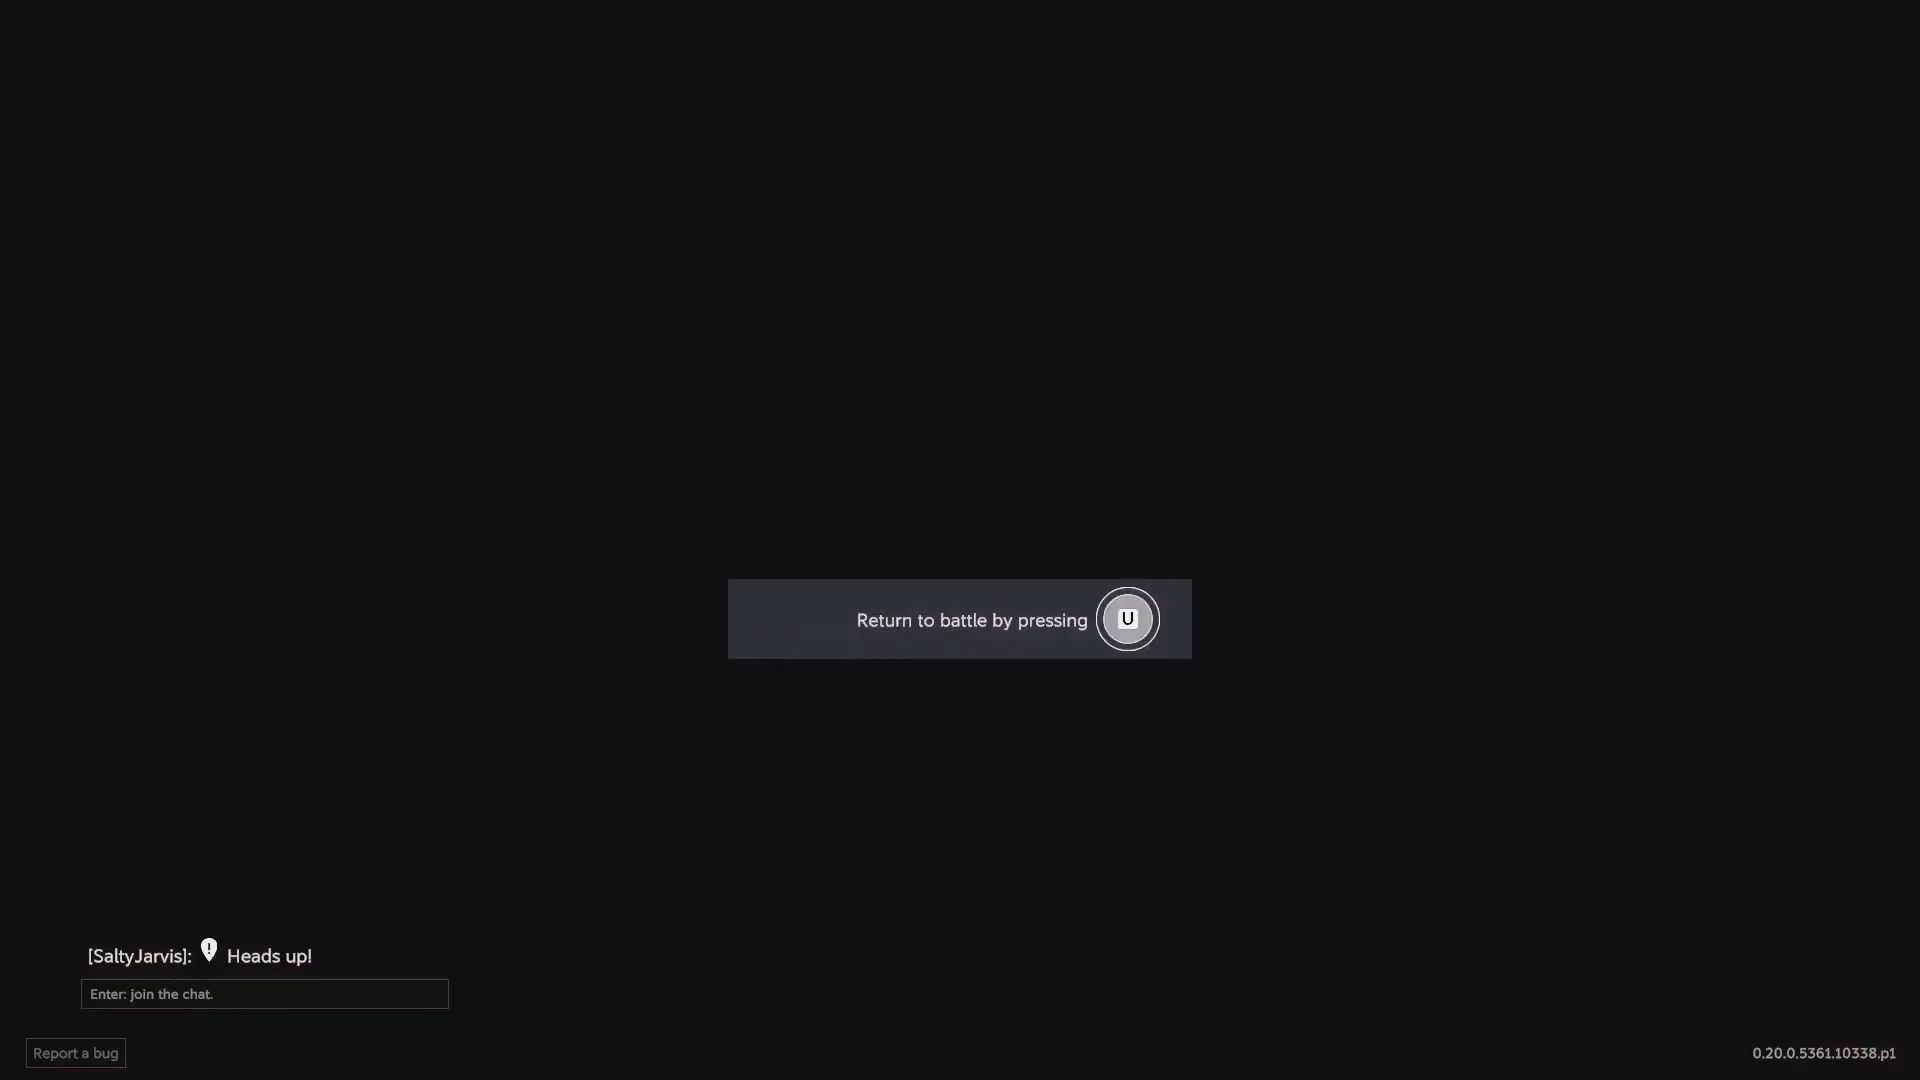 Return to battle by pressing U
[SaltyJarvis]: ! Heads up!
Enter: join the chat.
Report a bug
0.20.0.5361.10338.p1